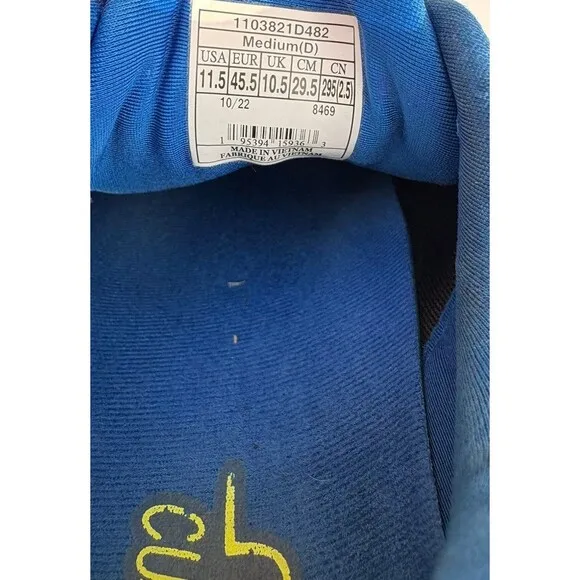 1103821D482
Medium(D)
USA EUR UK CM CN
11.5 45.5 10.5 29.5 295(2.5)
10/22 8469
1 95394 15936 3
MADE IN VIETNAM
FABRIQUE AU VIETNAM
CU